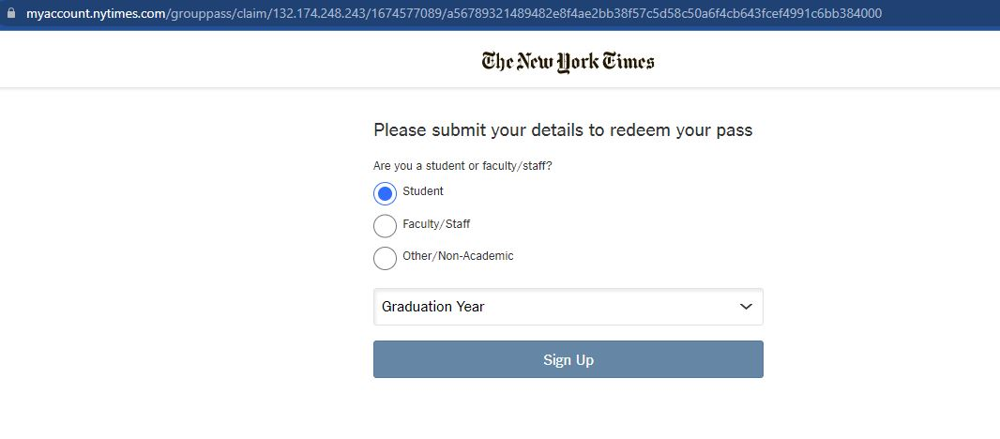 myaccount.nytimes.com/grouppass/claim/132.174.248.243/1674577089/a56789321489482e8f4ae2bb38f57c5d58c50a6f4cb643fcef4991c6bb384000
The New York Times
Please submit your details to redeem your pass
Are you a student or faculty/staff?
Student
Faculty/Staff
Other/Non-Academic
Graduation Year
Sign Up